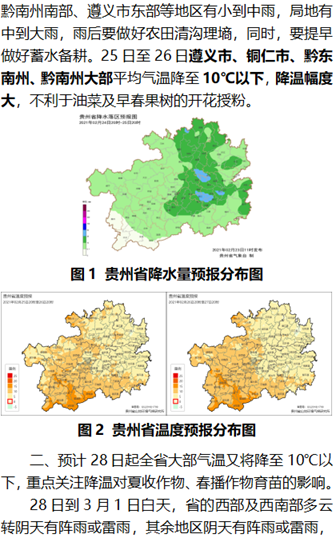 黔南州南部、遵义市东部等地区有小到中雨，局地有
中到大雨，雨后要做好农田清沟理墒，同时，要提早
做好蓄水备耕。25 日至 26 日遵义市、铜仁市、黔东
南州、黔南州大部平均气温降至 10℃以下，降温幅度
大，不利于油菜及早春果树的开花授粉。
贵州省降水落区预报图
图 1 贵州省降水量预报分布图
贵州省温度预报
贵州省温度预报
图 2 贵州省温度预报分布图
二、预计 28 日起全省大部气温又将降至 10℃以
下，重点关注降温对夏收作物、春播作物育苗的影响。
28 日到 3 月 1 日白天，省的西部及西南部多云
转阴天有阵雨或雷雨，其余地区阴天有阵雨或雷雨，